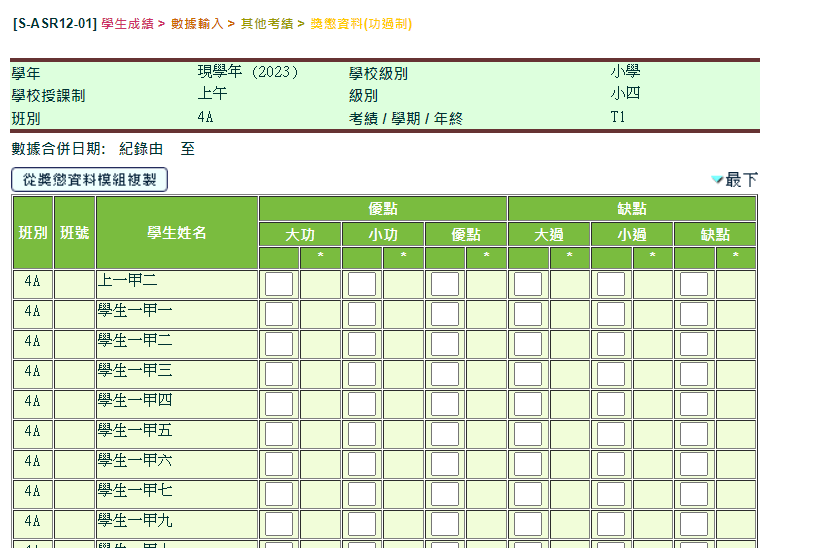 [S-ASR12-01] 學生成績 > 數據輸入 > 其他考績 > 獎懲資料(功過制)
學年 現學年 (2023) 學校級別 小學
學校授課制 上午 級別 小四
班別 4A 考績 / 學期 / 年終 T1
數據合併日期: 紀錄由 至
從獎懲資料模組複製 最下
班別 班號 學生姓名 優點 缺點
大功 小功 優點 大過 小過 缺點
* * * * * *
4A 上一甲二
4A 學生一甲一
4A 學生一甲二
4A 學生一甲三
4A 學生一甲四
4A 學生一甲五
4A 學生一甲六
4A 學生一甲七
4A 學生一甲九